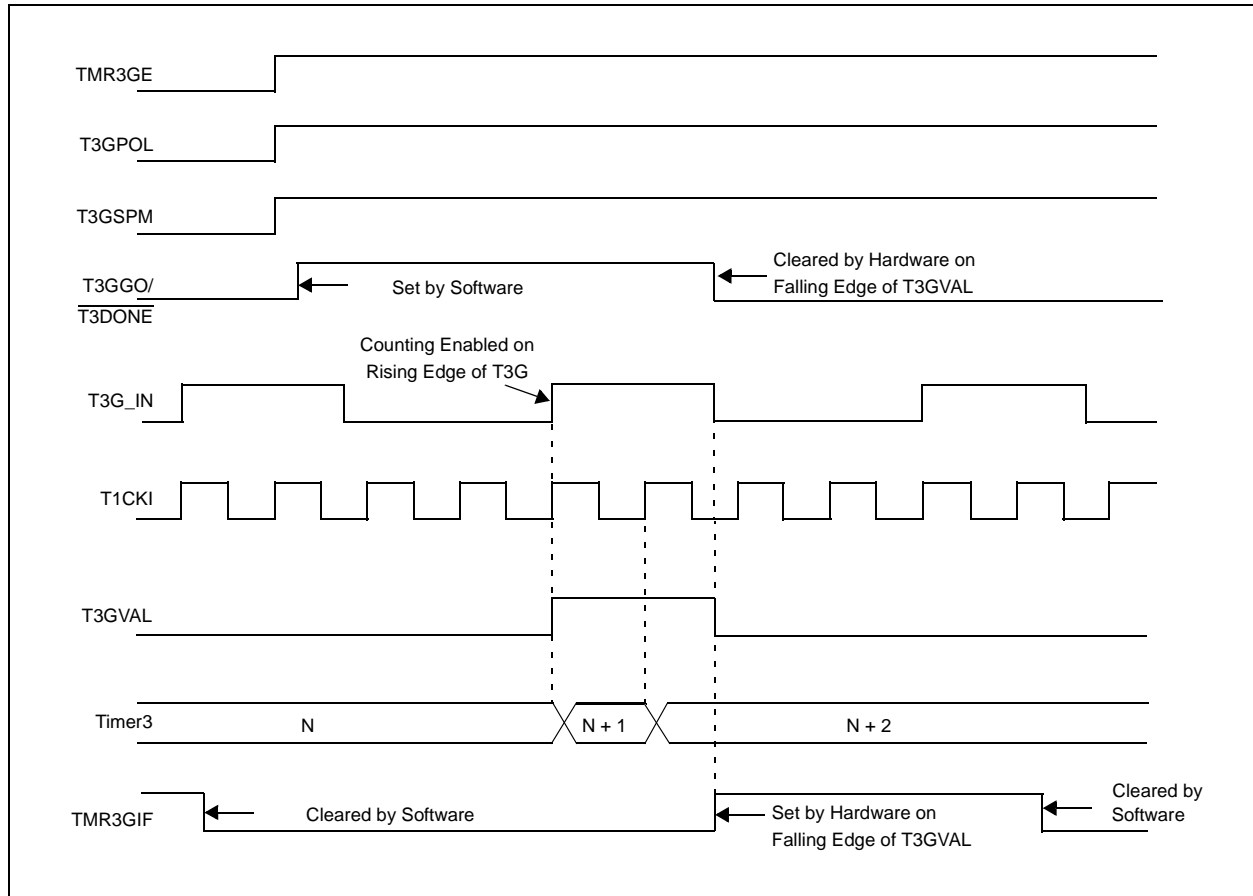 TMR3GE
T3GPOL
T3GSPM
T3GGO/
T3DONE
Set by Software
Cleared by Hardware on
Falling Edge of T3GVAL
Counting Enabled on
Rising Edge of T3G
T3G_IN
T1CKI
T3GVAL
Timer3
N
N + 1
N + 2
TMR3GIF
Cleared by Software
Set by Hardware on
Falling Edge of T3GVAL
Cleared by
Software